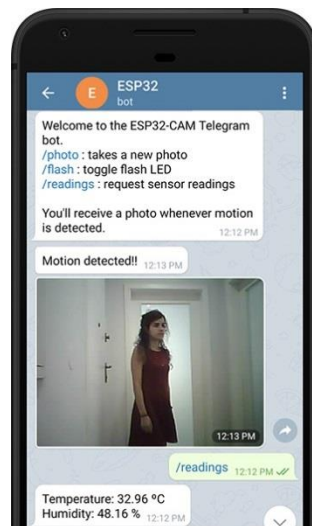 E
ESP32
bot
Welcome to the ESP32-CAM Telegram
bot.
/photo : takes a new photo
/flash : toggle flash LED
/readings : request sensor readings
You'll receive a photo whenever motion
is detected.
12:12 PM
Motion detected!! 12:13 PM
12:13 PM
/readings 12:12 PM
Temperature: 32.96 ºC
Humidity: 48.16 % 12:12 PM